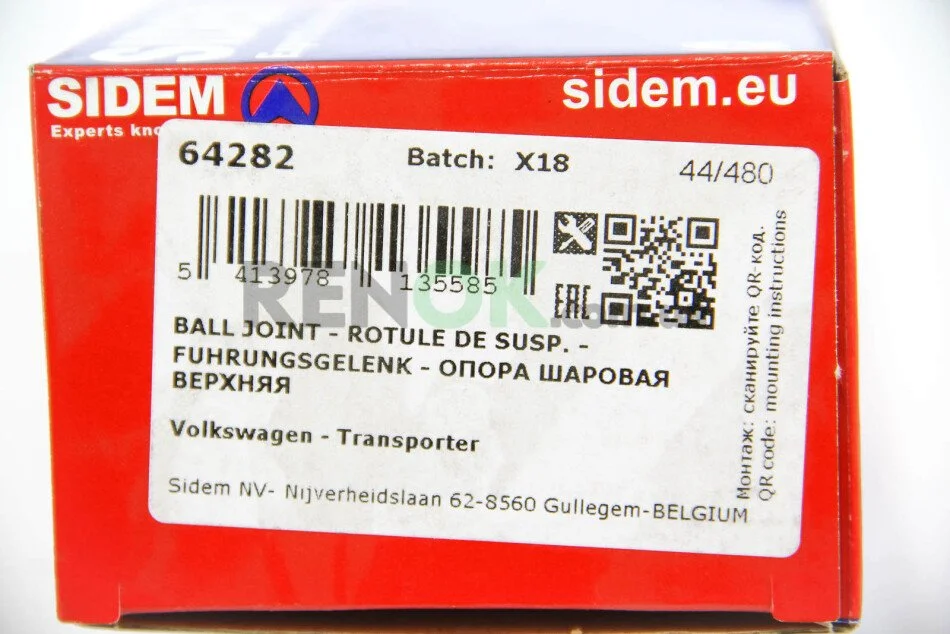 SIDEM
sidem.eu
Experts
64282 Batch: X18 44/480
5 413978 135585
EAC
BALL JOINT - ROTULE DE SUSP. -
FUHRUNGSGELENK - ОПОРА ШАРОВАЯ
ВЕРХНЯЯ
Volkswagen - Transporter
Sidem NV- Nijverheidslaan 62-8560 Gullegem-BELGIUM
Монтаж: сканируйте QR-код.
QR code: mounting instructions
RENOK